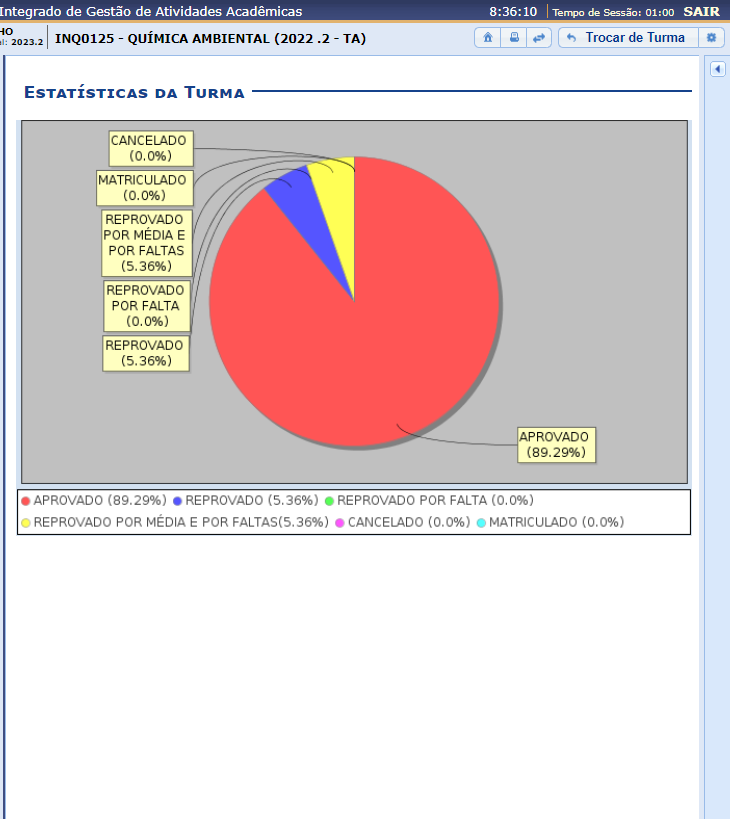 Integrado de Gestão de Atividades Acadêmicas 8:36:10 Tempo de Sessão: 01:00 SAIR
HO
el: 2023.2 INQ0125 - QUÍMICA AMBIENTAL (2022 .2 - TA) Trocar de Turma
Estatísticas da Turma
CANCELADO
(0.0%)
MATRICULADO
(0.0%)
REPROVADO
POR MÉDIA E
POR FALTAS
(5.36%)
REPROVADO
POR FALTA
(0.0%)
REPROVADO
(5.36%)
APROVADO
(89.29%)
APROVADO (89.29%) REPROVADO (5.36%) REPROVADO POR FALTA (0.0%)
REPROVADO POR MÉDIA E POR FALTAS(5.36%) CANCELADO (0.0%) MATRICULADO (0.0%)